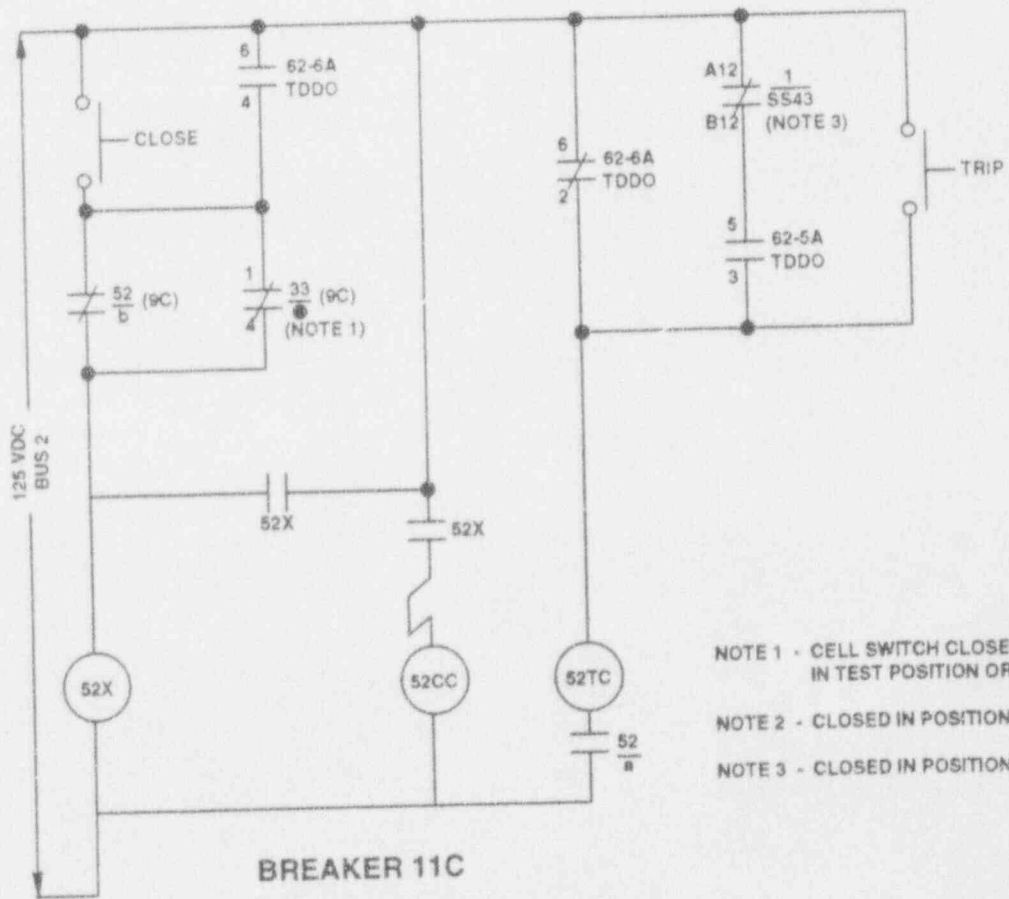 6
62-6A
TDDO
4
CLOSE
A12
1
SS43
B12
(NOTE 3)
6
62-6A
TDDO
2
TRIP
5
62-5A
TDDO
3
52
b
(9C)
1
33
(9C)
4
(NOTE 1)
125 VDC
BUS 2
52X
52X
52X
52CC
52TC
52
a
NOTE 1 - CELL SWITCH CLOSE
IN TEST POSITION OR
NOTE 2 - CLOSED IN POSITION
NOTE 3 - CLOSED IN POSITION
BREAKER 11C